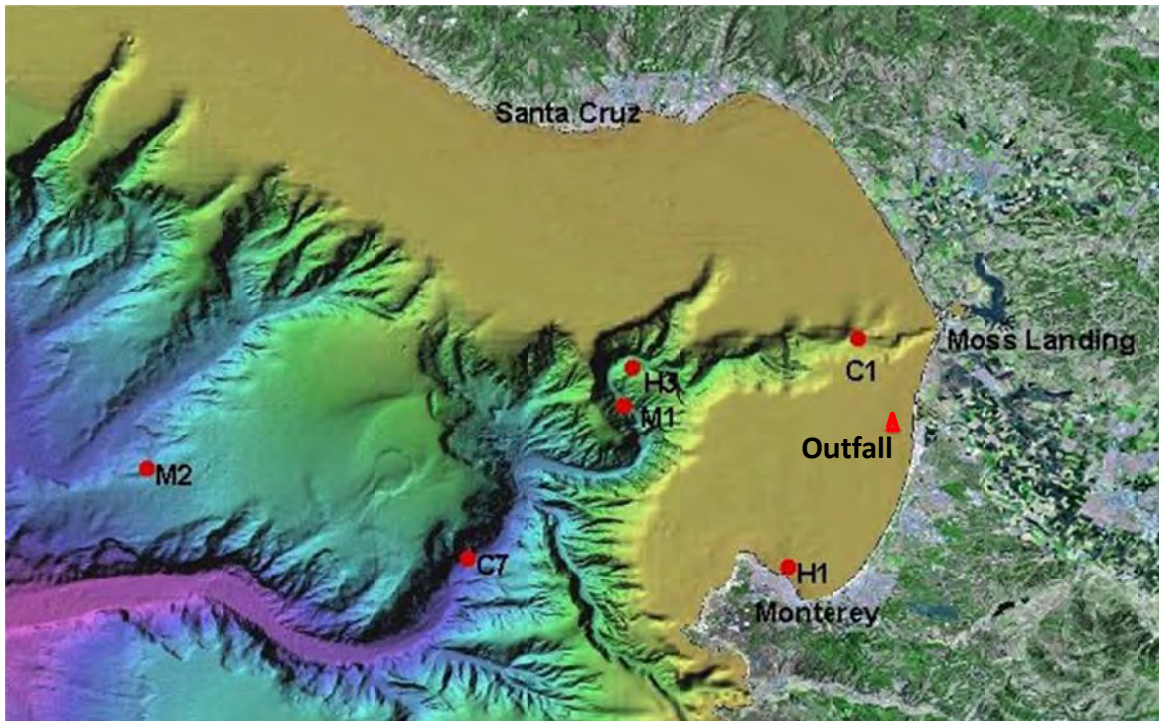 Santa Cruz
Moss Landing
C1
H3
M1
Outfall
M2
C7
H1
Monterey